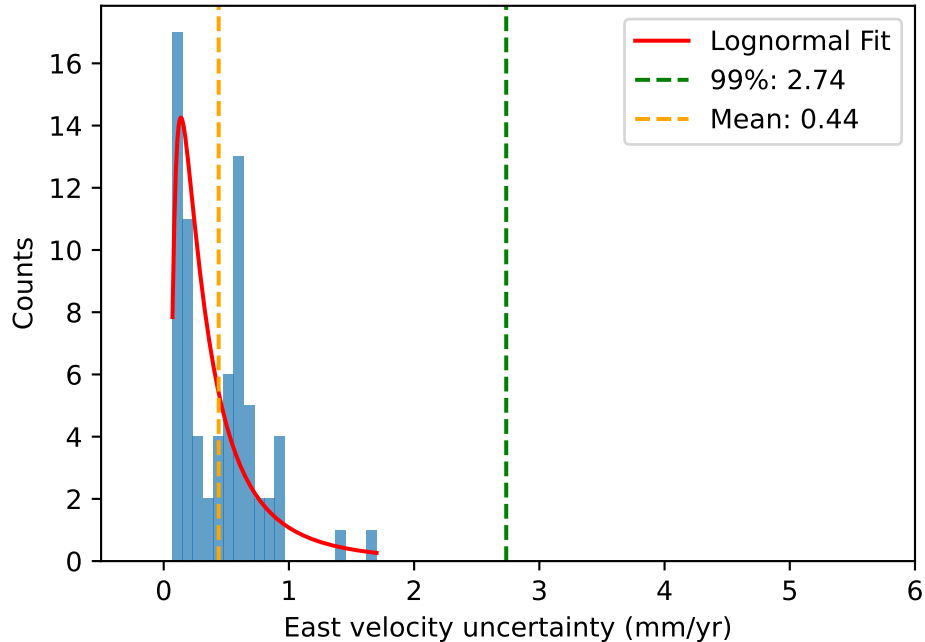 Lognormal Fit
99%: 2.74
Mean: 0.44
Counts
16
14
12
10
8
6
4
2
0
0 1 2 3 4 5 6
East velocity uncertainty (mm/yr)